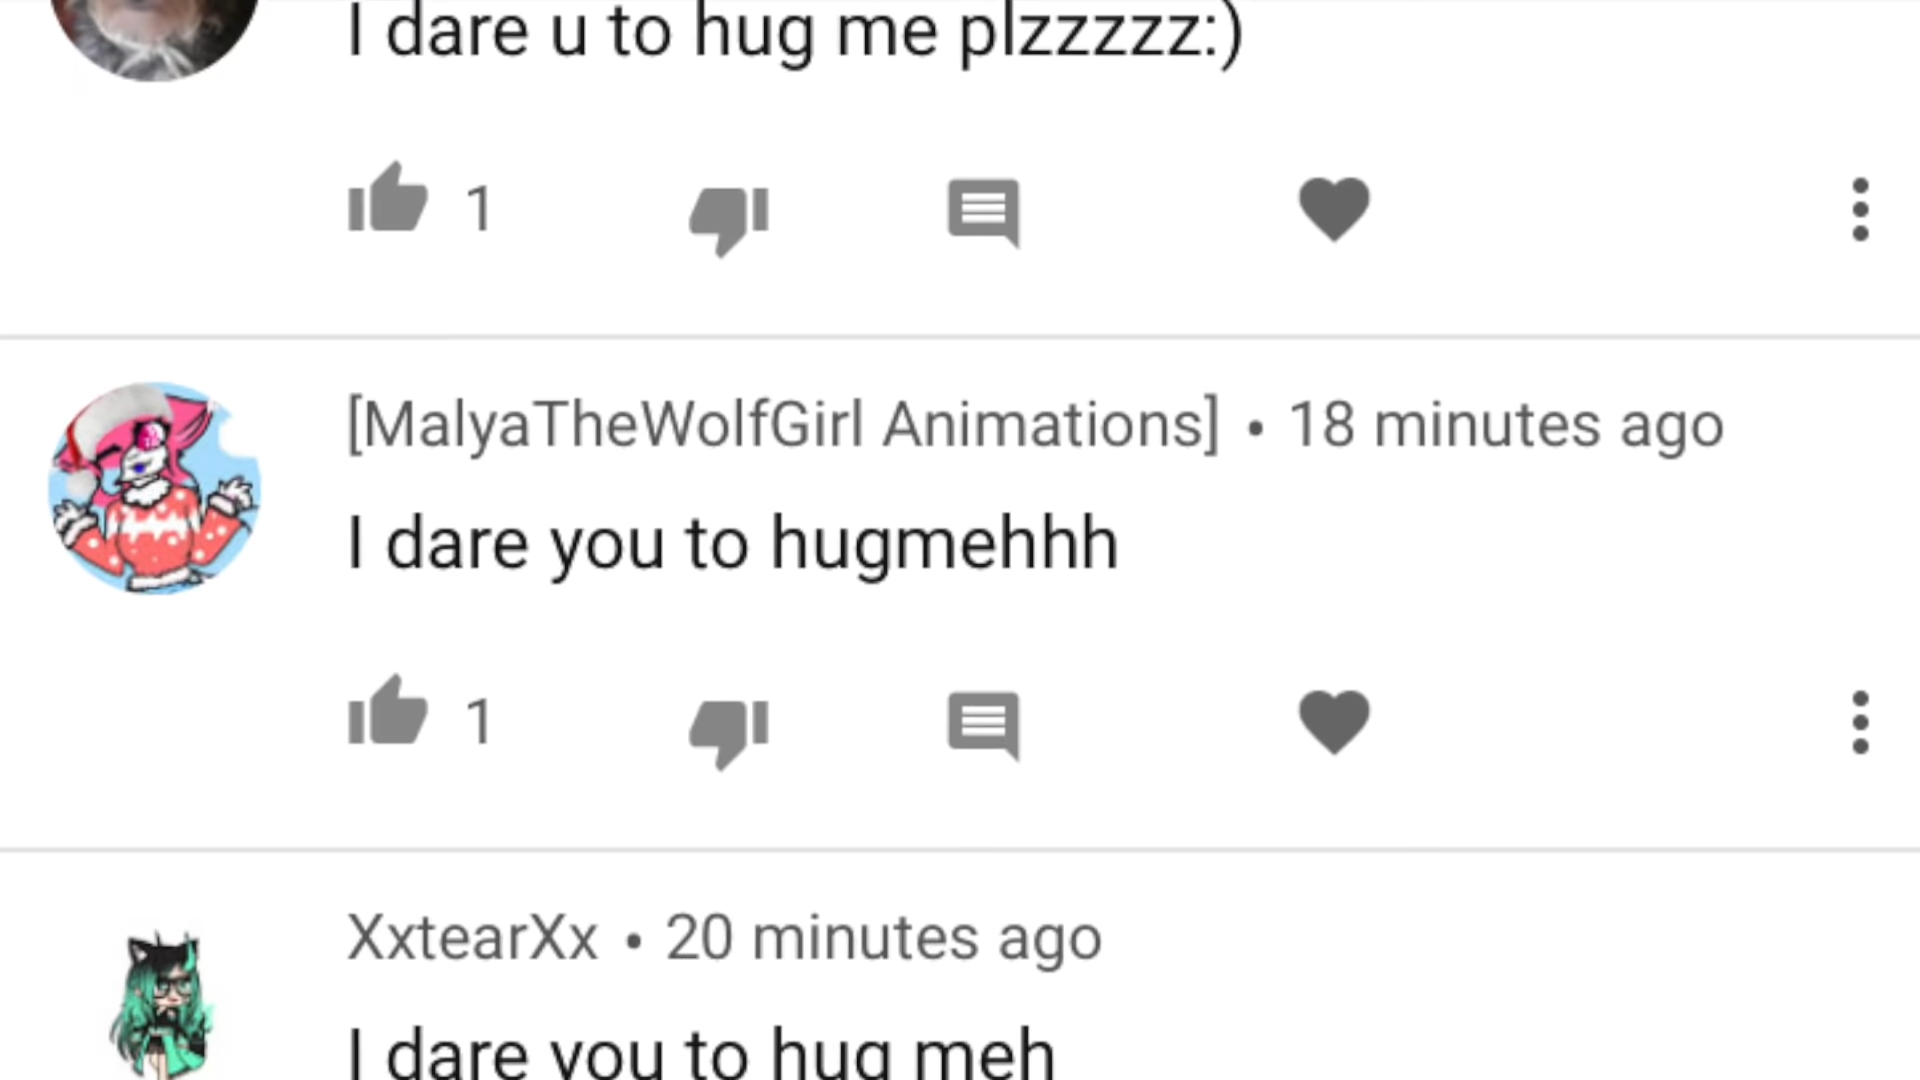 I dare u to hug me plzzzzz:)
1
[MalyaTheWolfGirl Animations] • 18 minutes ago
I dare you to hugmehhh
1
XxtearXx • 20 minutes ago
I dare you to hug meh